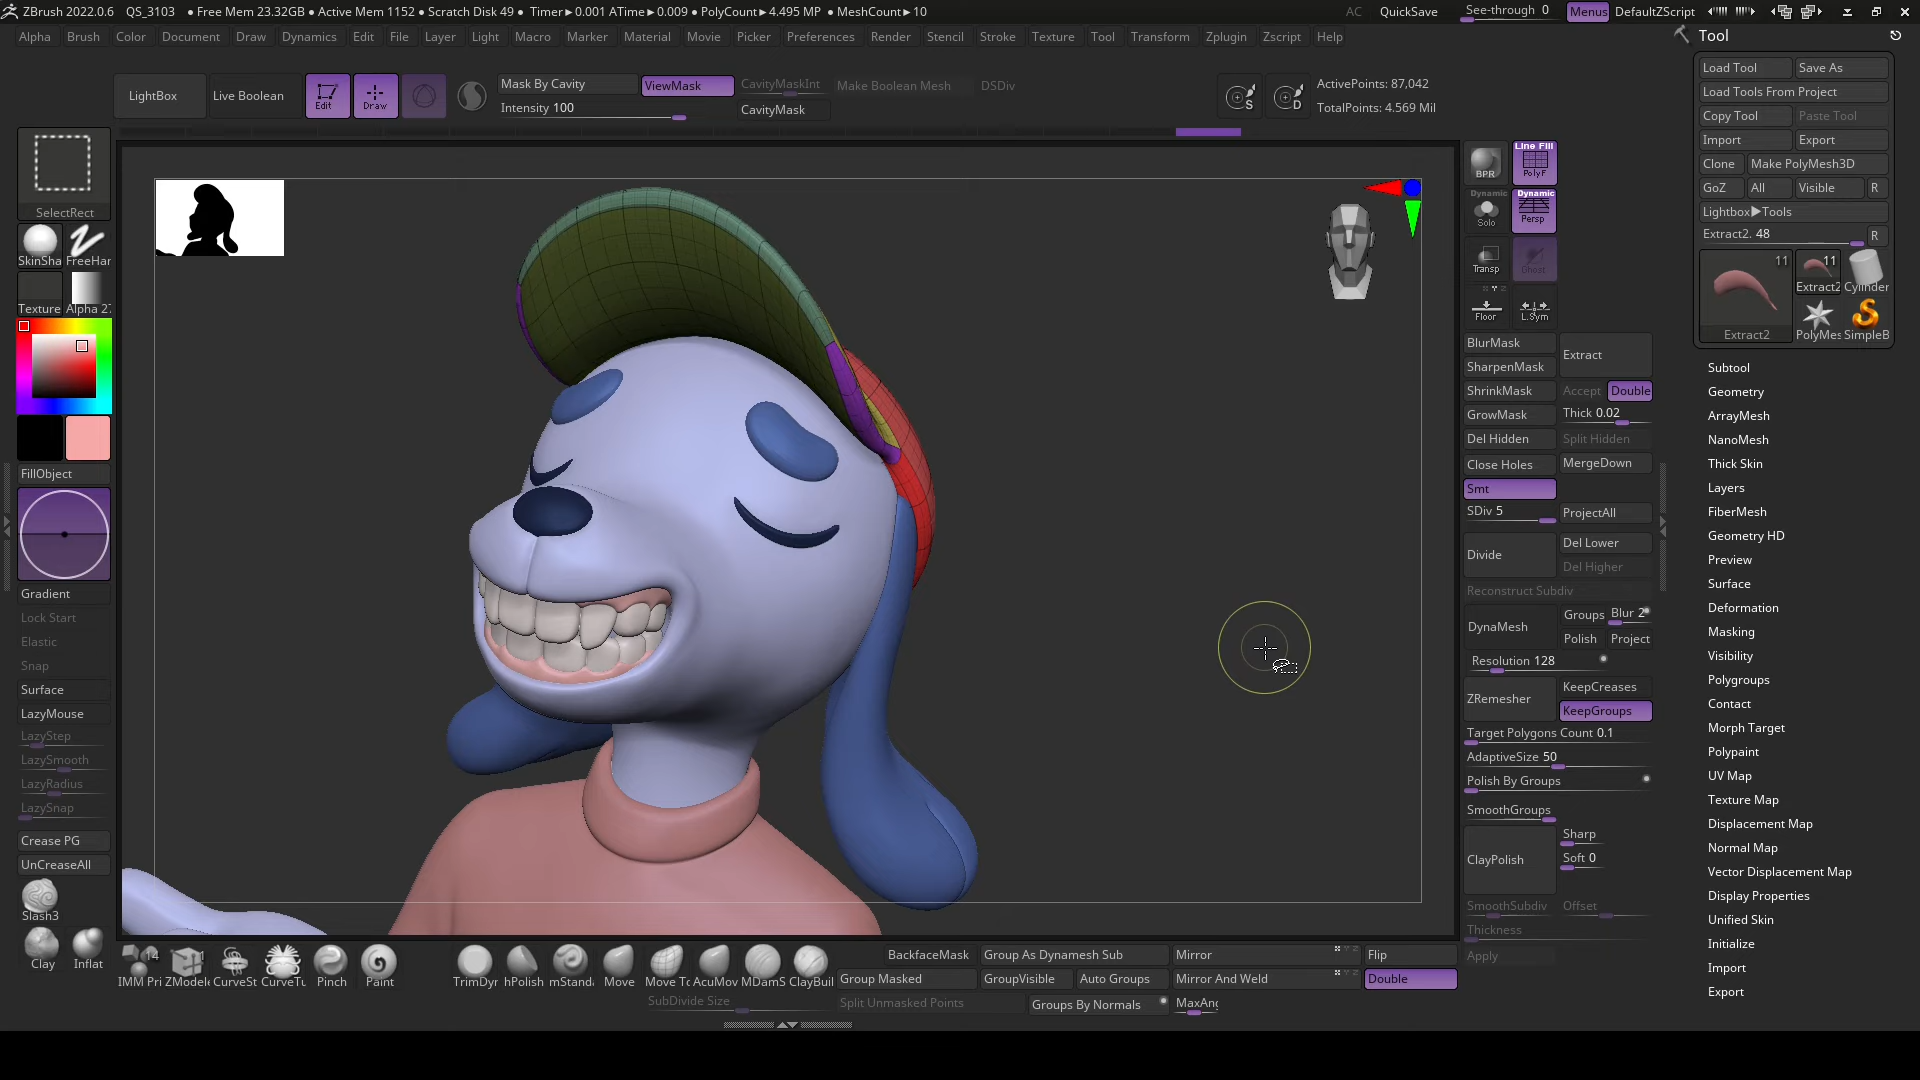 ZBrush 2022.0.6 QS_3103 • Free Mem 23.32GB • Active Mem 1152 • Scratch Disk 49 • Timer►0.001 ATime►0.009 • PolyCount►4.495 MP • MeshCount►10 AC QuickSave See-through 0 Menus DefaultZScript
Alpha Brush Color Document Draw Dynamics Edit File Layer Light Macro Marker Material Movie Picker Preferences Render Stencil Stroke Texture Tool Transform Zplugin Zscript Help
LightBox Live Boolean Edit Draw
Mask By Cavity ViewMask CavityMaskInt Make Boolean Mesh DSDiv
Intensity 100 CavityMask
S D
ActivePoints: 87,042
TotalPoints: 4.569 Mil
SelectRect
SkinSha FreeHan
Texture Alpha 27
FillObject
Gradient
Lock Start
Elastic
Snap
Surface
LazyMouse
LazyStep
LazySmooth
LazyRadius
LazySnap
Crease PG
UnCreaseAll
Slash3
Clay Inflat
BPR Line Fill PolyF
Dynamic Solo Dynamic Persp
Transp Ghost
Floor L.Sym
BlurMask Extract
SharpenMask
ShrinkMask Accept Double
GrowMask Thick 0.02
Del Hidden Split Hidden
Close Holes MergeDown
Smt
SDiv 5 ProjectAll
Divide Del Lower
Del Higher
Reconstruct Subdiv
DynaMesh Groups Blur 2
Polish Project
Resolution 128
ZRemesher KeepCreases
KeepGroups
Target Polygons Count 0.1
AdaptiveSize 50
Polish By Groups
SmoothGroups
ClayPolish Sharp
Soft 0
SmoothSubdiv Offset
Thickness
Apply
Tool
Load Tool Save As
Load Tools From Project
Copy Tool Paste Tool
Import Export
Clone Make PolyMesh3D
GoZ All Visible R
Lightbox►Tools
Extract2. 48 R
11 11
Extract2 Cylinder
Extract2 PolyMes SimpleB
Subtool
Geometry
ArrayMesh
NanoMesh
Thick Skin
Layers
FiberMesh
Geometry HD
Preview
Surface
Deformation
Masking
Visibility
Polygroups
Contact
Morph Target
Polypaint
UV Map
Texture Map
Displacement Map
Normal Map
Vector Displacement Map
Display Properties
Unified Skin
Initialize
Import
Export
14 1
IMM Pri ZModele CurveSt CurveTu Pinch Paint TrimDyn hPolish mStand Move Move To AcuMov MDamS ClayBuil
BackfaceMask Group As Dynamesh Sub Mirror Flip
Group Masked GroupVisible Auto Groups Mirror And Weld Double
SubDivide Size Split Unmasked Points Groups By Normals MaxAng